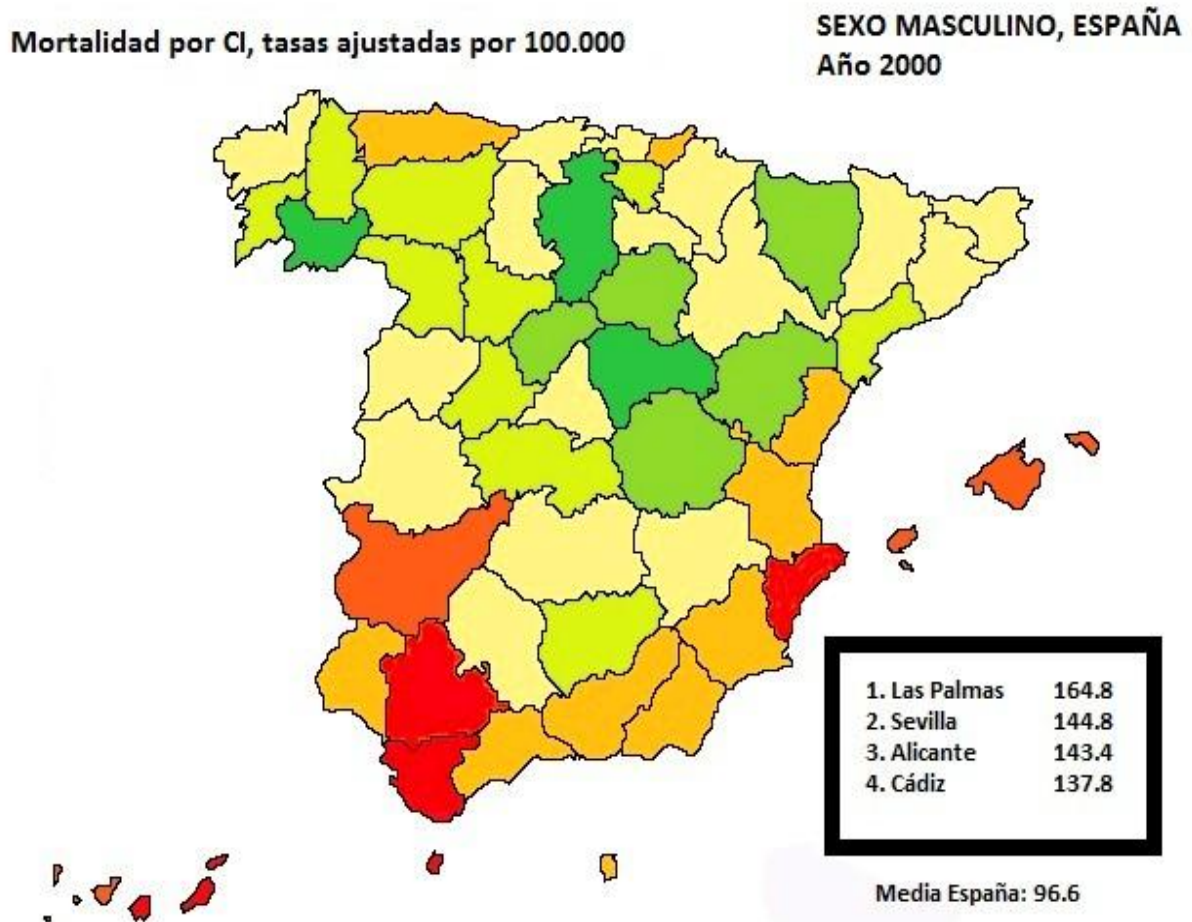 Mortalidad por CI, tasas ajustadas por 100.000
SEXO MASCULINO, ESPAÑA
Año 2000
1. Las Palmas 164.8
2. Sevilla 144.8
3. Alicante 143.4
4. Cádiz 137.8
Media España: 96.6